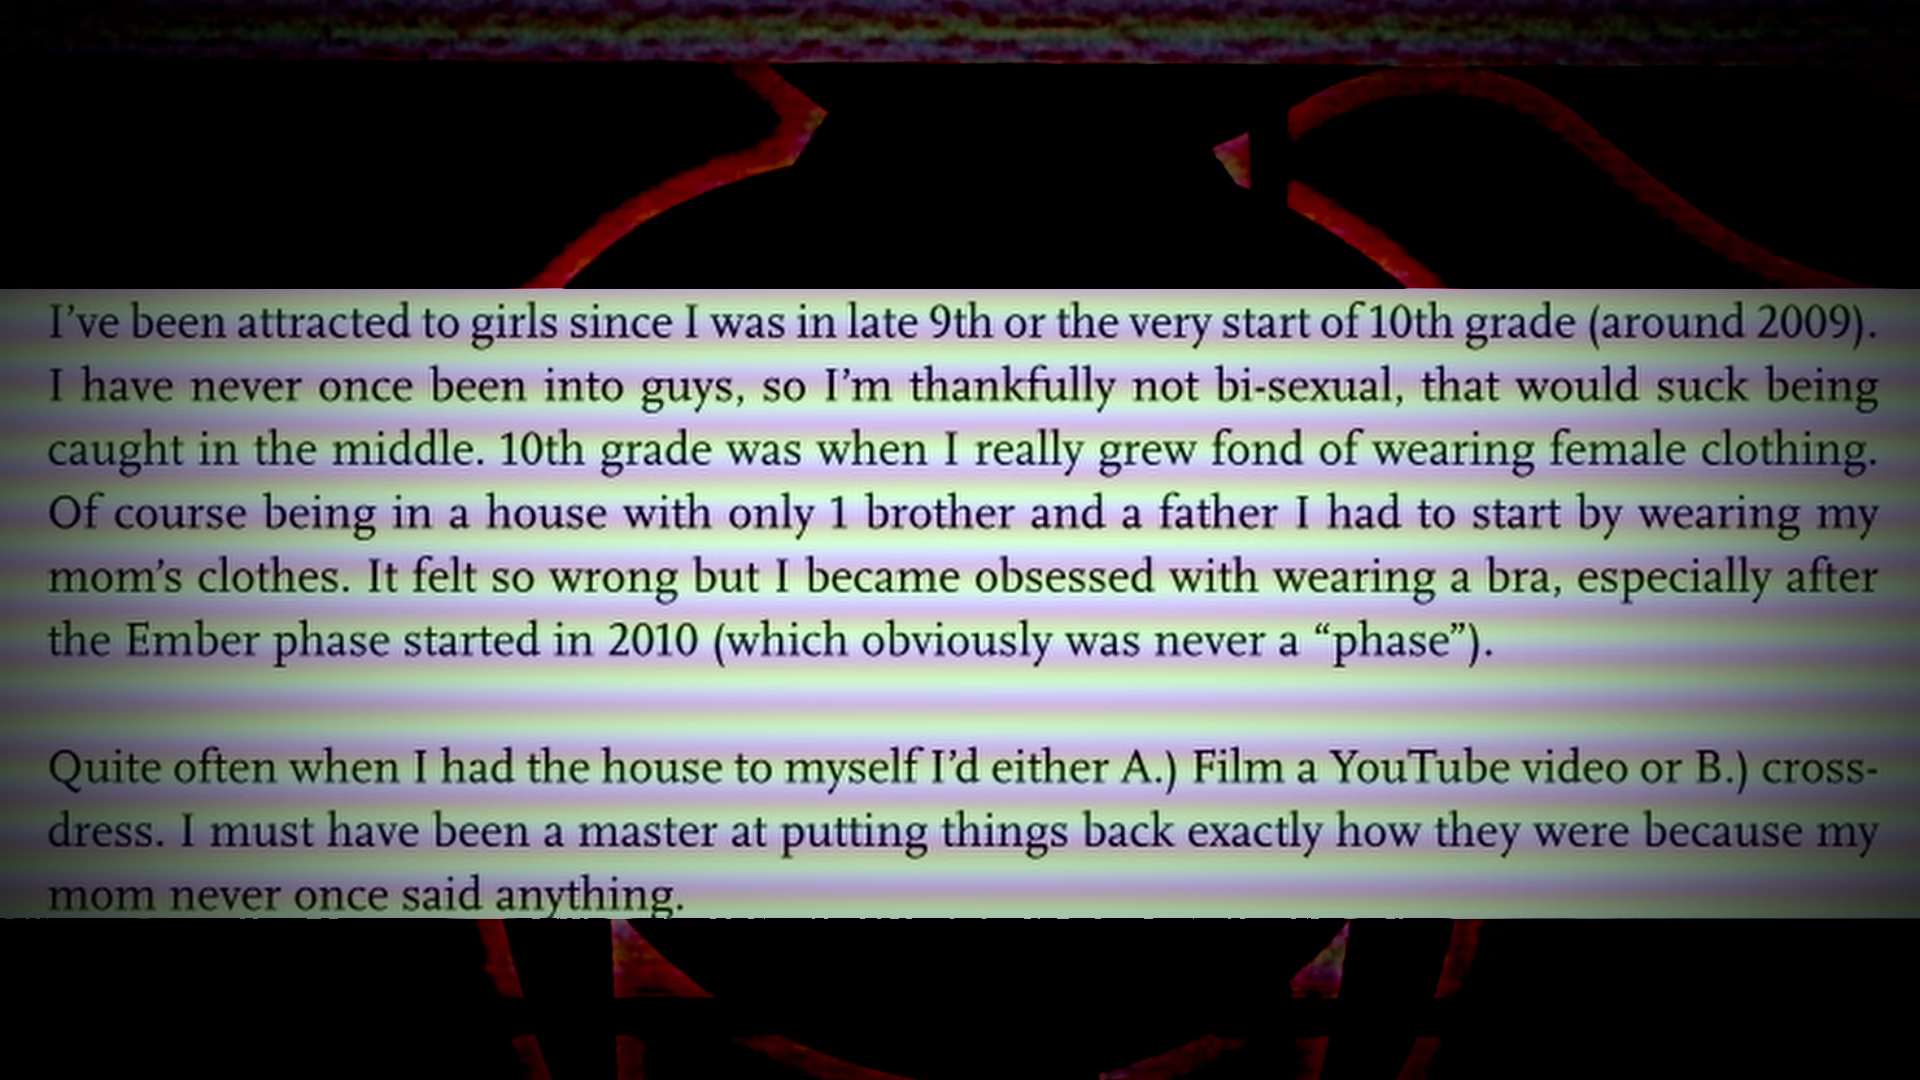 I’ve been attracted to girls since I was in late 9th or the very start of 10th grade (around 2009).
I have never once been into guys, so I’m thankfully not bi-sexual, that would suck being
caught in the middle. 10th grade was when I really grew fond of wearing female clothing.
Of course being in a house with only 1 brother and a father I had to start by wearing my
mom’s clothes. It felt so wrong but I became obsessed with wearing a bra, especially after
the Ember phase started in 2010 (which obviously was never a “phase”).
Quite often when I had the house to myself I’d either A.) Film a YouTube video or B.) cross-
dress. I must have been a master at putting things back exactly how they were because my
mom never once said anything.